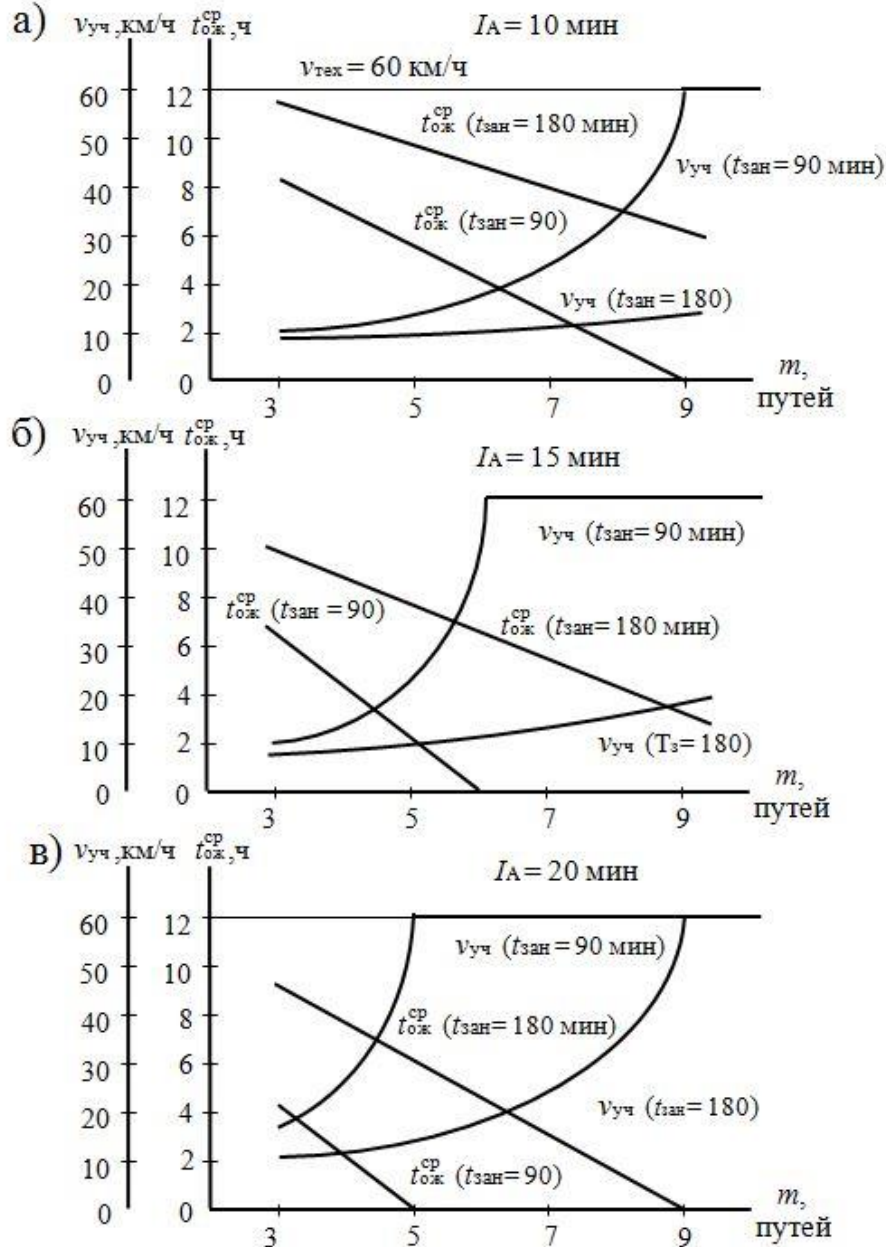 а) vуч ,км/ч tожср ,ч IА = 10 мин
vтех = 60 км/ч
60 12
tожср (tзан = 180 мин)
50 10
vуч (tзан = 90 мин)
40 8
tожср (tзан = 90)
30 6
20 4
vуч (tзан = 180)
10 2
m,
0 0
3 5 7 9 путей
б) vуч ,км/ч tожср ,ч IА = 15 мин
60 12
vуч (tзан = 90 мин)
50 10
40 8
tожср (tзан = 90) tожср (tзан = 180 мин)
30 6
20 4
10 2 vуч (Тз = 180)
m,
0 0
3 5 7 9 путей
в) vуч ,км/ч tожср ,ч IА = 20 мин
60 12
vуч (tзан = 90 мин)
50 10
40 8 tожср (tзан = 180 мин)
30 6
20 4 vуч (tзан = 180)
10 2
tожср (tзан = 90) m,
0 0
3 5 7 9 путей